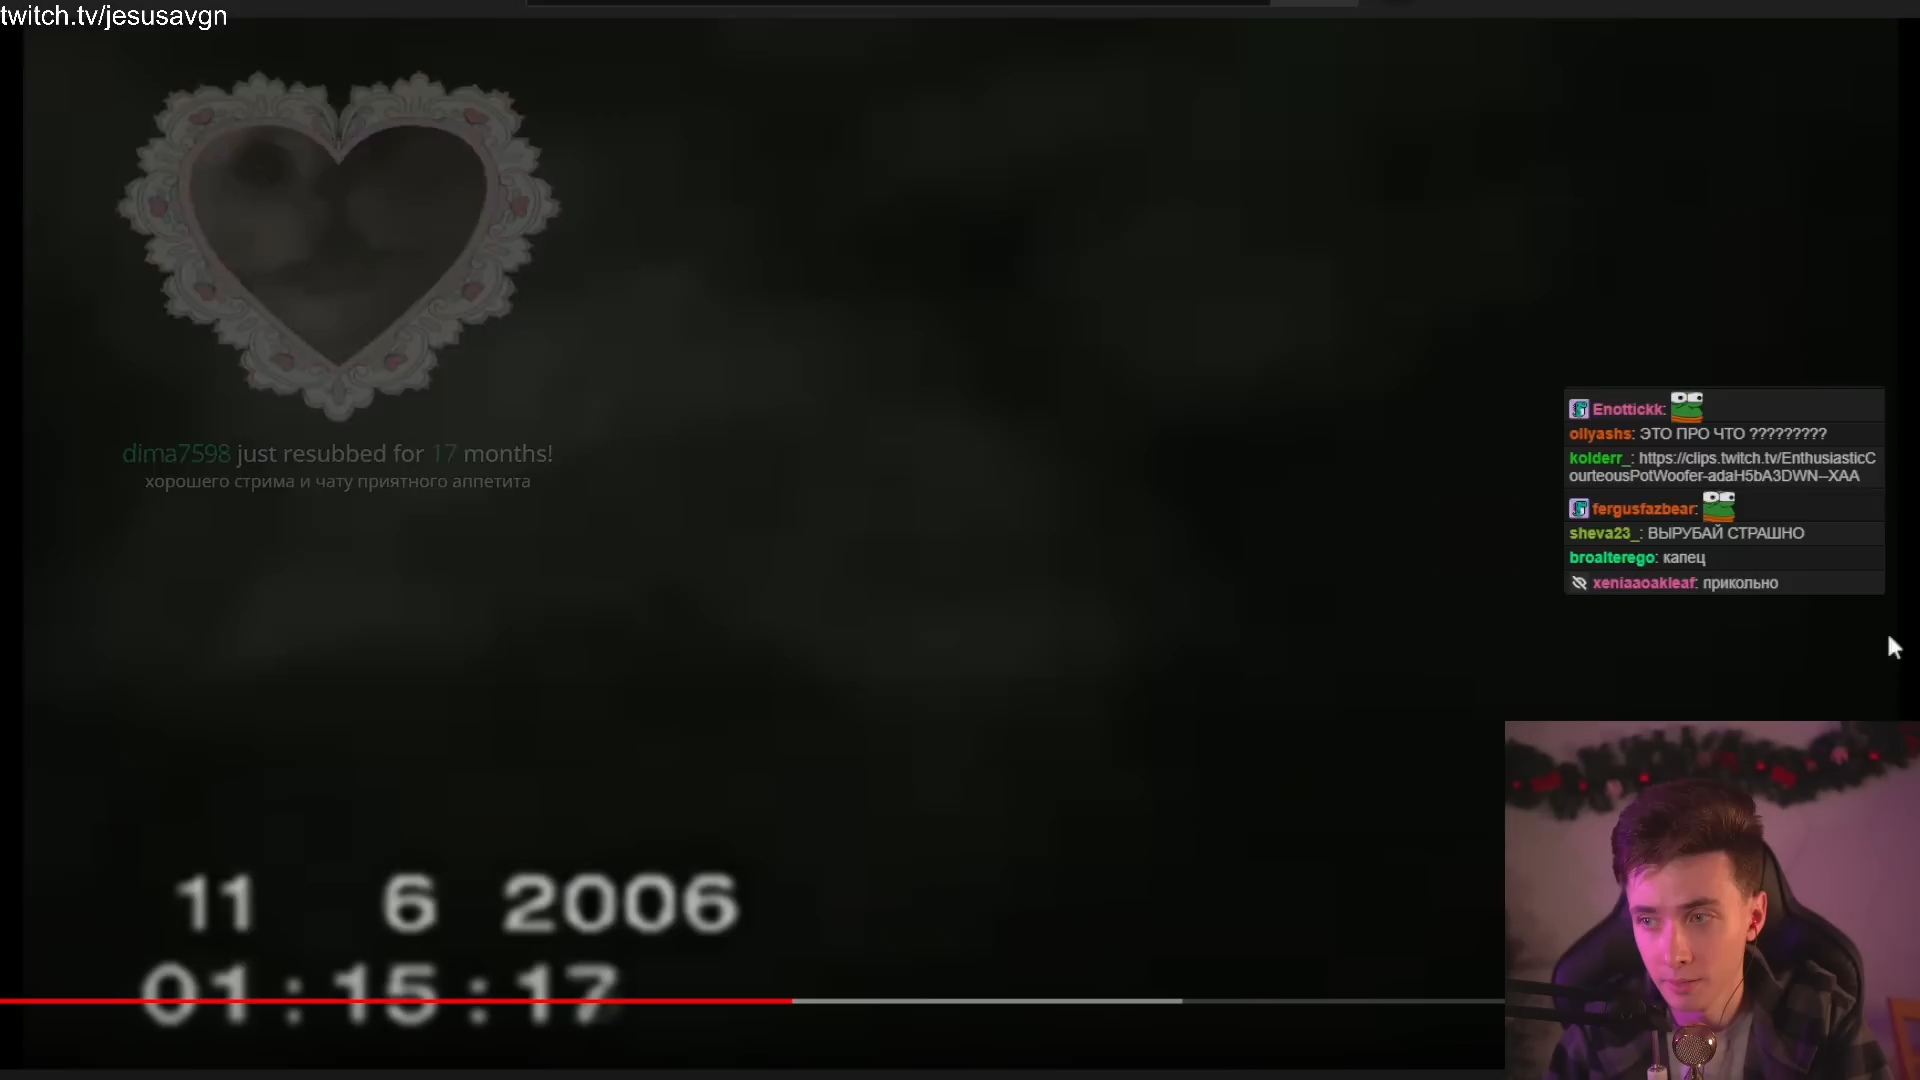 twitch.tv/jesusavgn
dima7598 just resubbed for 17 months!
хорошего стрима и чату приятного аппетита
Enottickk:
ollyashs: ЭТО ПРО ЧТО ?????????
kolderr_: https://clips.twitch.tv/EnthusiasticC
ourteousPotWoofer-adaH5bA3DWN--XAA
fergusfazbear:
sheva23_: ВЫРУБАЙ СТРАШНО
broalterego: капец
xeniaaoakleaf: прикольно
11 6 2006
01:15:17